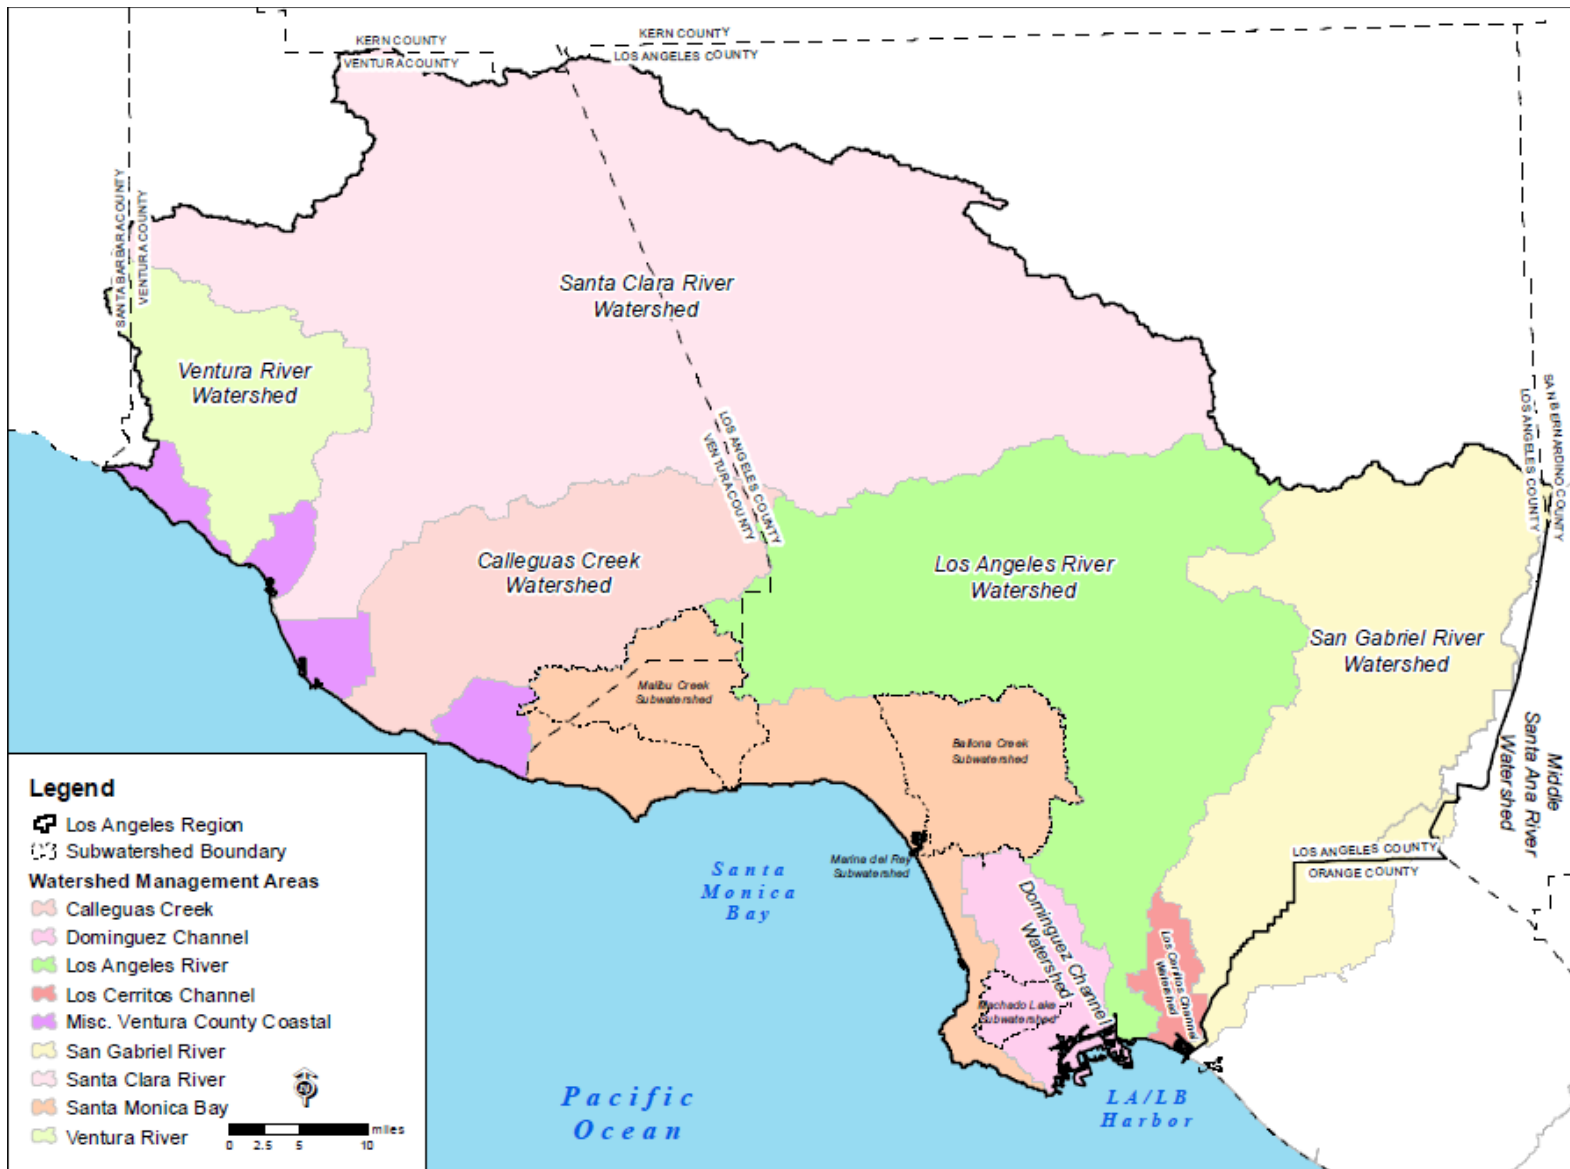 KERN COUNTY
VENTURA COUNTY
KERN COUNTY
LOS ANGELES COUNTY
SANTA BARBARA COUNTY
VENTURA COUNTY
Santa Clara River
Watershed
Ventura River
Watershed
LOS ANGELES COUNTY
VENTURA COUNTY
SAN BERNARDINO COUNTY
LOS ANGELES COUNTY
Calleguas Creek
Watershed
Los Angeles River
Watershed
San Gabriel River
Watershed
Malibu Creek
Subwatershed
Ballona Creek
Subwatershed
Middle
Santa Ana River
Watershed
Marina del Rey
Subwatershed
LOS ANGELES COUNTY
ORANGE COUNTY
Santa
Monica
Bay
Dominguez Channel
Watershed
Los Cerritos Channel
Watershed
Machado Lake
Subwatershed
Pacific
Ocean
LA/LB
Harbor
Legend
Los Angeles Region
Subwatershed Boundary
Watershed Management Areas
Calleguas Creek
Dominguez Channel
Los Angeles River
Los Cerritos Channel
Misc. Ventura County Coastal
San Gabriel River
Santa Clara River
Santa Monica Bay
Ventura River
miles
0 2.5 5 10